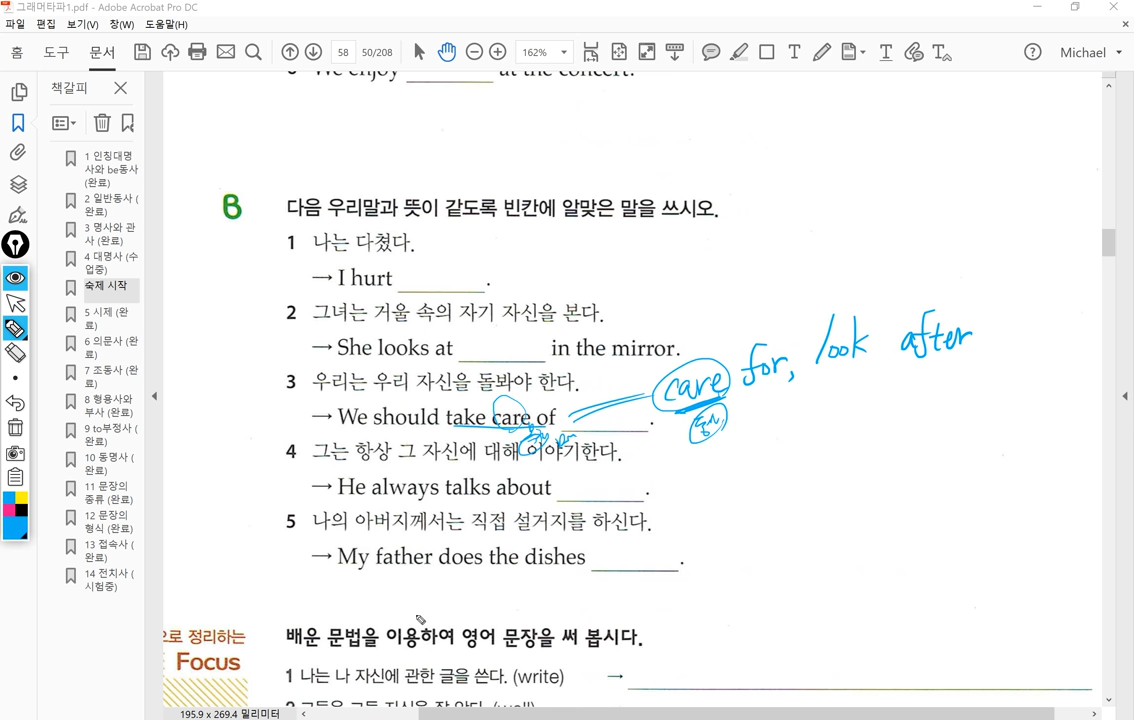 그래머타파1.pdf - Adobe Acrobat Pro DC
파일 편집 보기(V) 창(W) 도움말(H)
홈 도구 문서 58 50/208 162% Michael
책갈피
1 인칭대명
사와 be동사
(완료)
2 일반동사 (
완료)
3 명사와 관
사 (완료)
4 대명사 (수
업중)
숙제 시작
5 시제 (완
료)
6 의문사 (완
료)
7 조동사 (완
료)
8 형용사와
부사 (완료)
9 to부정사 (
완료)
10 동명사 (
완료)
11 문장의
종류 (완료)
12 문장의
형식 (완료)
13 접속사 (
완료)
14 전치사 (
시험중)
We enjoy at the concert.
B 다음 우리말과 뜻이 같도록 빈칸에 알맞은 말을 쓰시오.
1 나는 다쳤다.
→ I hurt .
2 그녀는 거울 속의 자기 자신을 본다.
→ She looks at in the mirror.
care for, look after
3 우리는 우리 자신을 돌봐야 한다.
→ We should take care of .
동사
4 그는 항상 그 자신에 대해 이야기한다.
→ He always talks about .
5 나의 아버지께서는 직접 설거지를 하신다.
→ My father does the dishes .
으로 정리하는
Focus
배운 문법을 이용하여 영어 문장을 써 봅시다.
1 나는 나 자신에 관한 글을 쓴다. (write) →
195.9 x 269.4 밀리미터